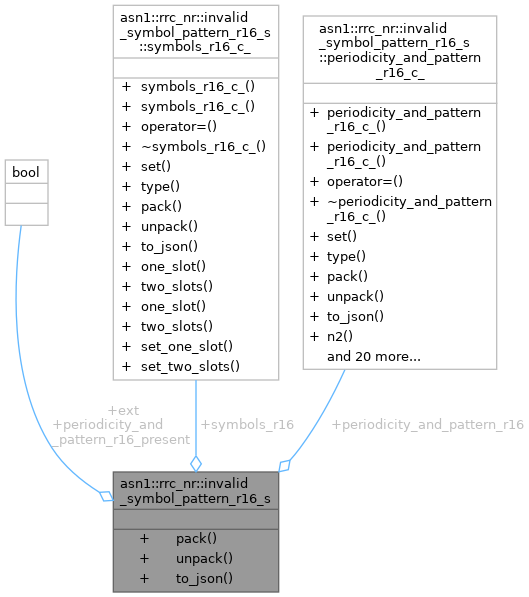 asn1::rrc_nr::invalid
_symbol_pattern_r16_s
::symbols_r16_c_
+ symbols_r16_c_()
+ symbols_r16_c_()
+ operator=()
+ ~symbols_r16_c_()
+ set()
+ type()
+ pack()
+ unpack()
+ to_json()
+ one_slot()
+ two_slots()
+ one_slot()
+ two_slots()
+ set_one_slot()
+ set_two_slots()
asn1::rrc_nr::invalid
_symbol_pattern_r16_s
::periodicity_and_pattern
_r16_c_
+ periodicity_and_pattern
_r16_c_()
+ periodicity_and_pattern
_r16_c_()
+ operator=()
+ ~periodicity_and_pattern
_r16_c_()
+ set()
+ type()
+ pack()
+ unpack()
+ to_json()
+ n2()
and 20 more...
bool
+ext
+periodicity_and
_pattern_r16_present
+symbols_r16
+periodicity_and_pattern_r16
asn1::rrc_nr::invalid
_symbol_pattern_r16_s
+ pack()
+ unpack()
+ to_json()